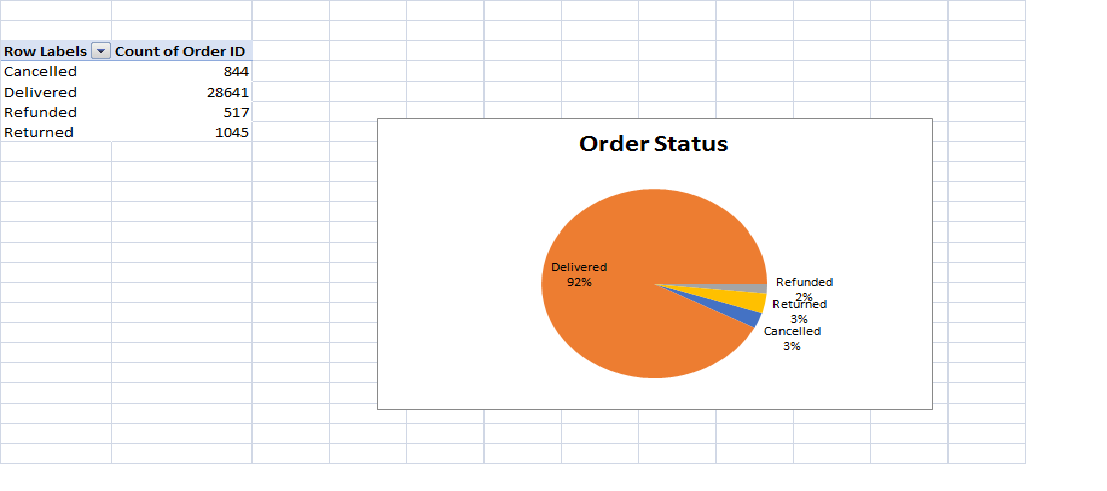 Row Labels Count of Order ID
Cancelled 844
Delivered 28641
Refunded 517
Returned 1045
Order Status
Delivered
92%
Refunded
2%
Returned
3%
Cancelled
3%